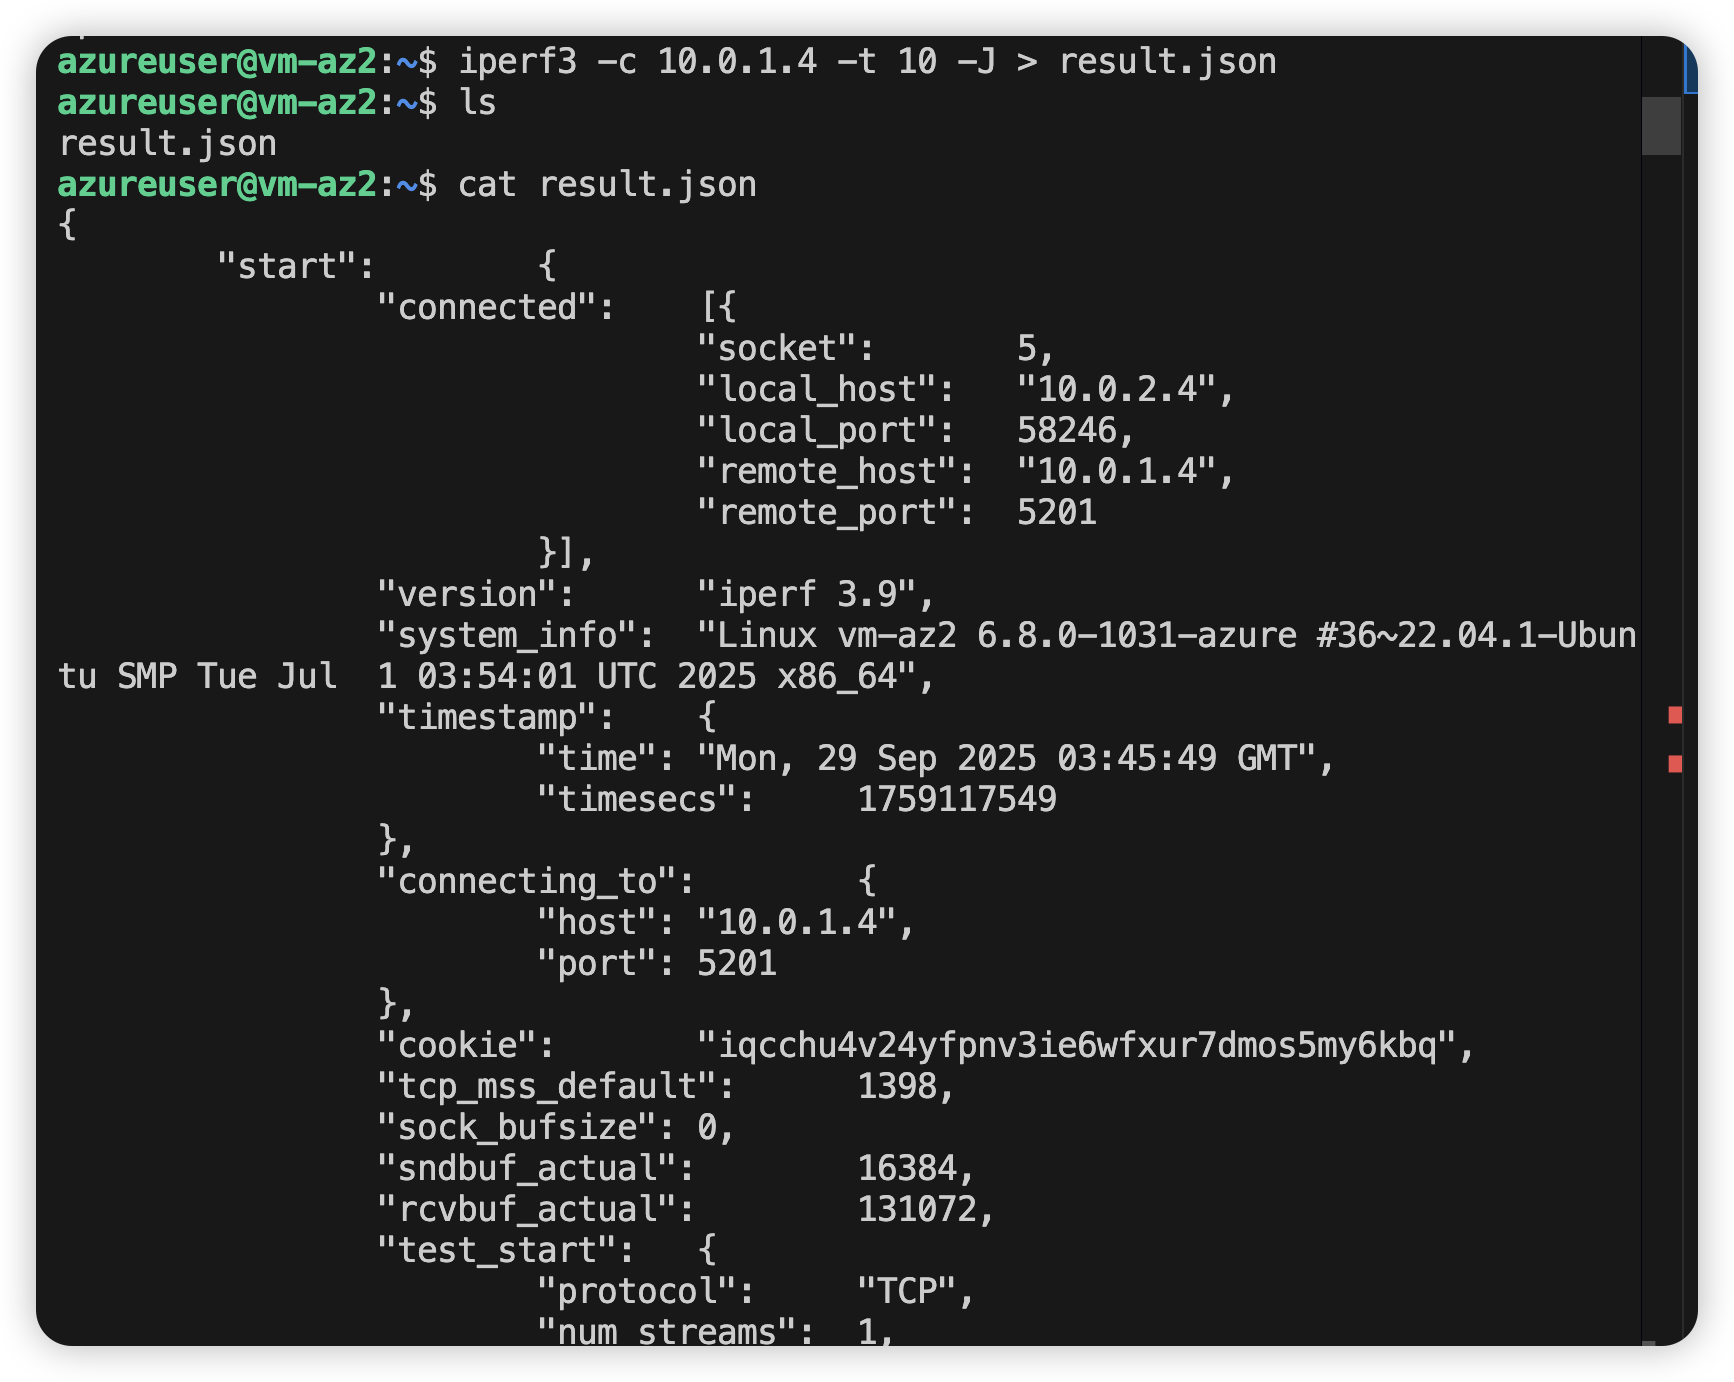 azureuser@vm-az2:~$ iperf3 -c 10.0.1.4 -t 10 -J > result.json
azureuser@vm-az2:~$ ls
result.json
azureuser@vm-az2:~$ cat result.json
{
        "start":        {
                "connected":    [{
                                "socket":       5,
                                "local_host":   "10.0.2.4",
                                "local_port":   58246,
                                "remote_host":  "10.0.1.4",
                                "remote_port":  5201
                        }],
                "version":      "iperf 3.9",
                "system_info":  "Linux vm-az2 6.8.0-1031-azure #36~22.04.1-Ubun
tu SMP Tue Jul  1 03:54:01 UTC 2025 x86_64",
                "timestamp":    {
                        "time": "Mon, 29 Sep 2025 03:45:49 GMT",
                        "timesecs":     1759117549
                },
                "connecting_to":        {
                        "host": "10.0.1.4",
                        "port": 5201
                },
                "cookie":       "iqcchu4v24yfpnv3ie6wfxur7dmos5my6kbq",
                "tcp_mss_default":      1398,
                "sock_bufsize": 0,
                "sndbuf_actual":        16384,
                "rcvbuf_actual":        131072,
                "test_start":   {
                        "protocol":     "TCP",
                        "num_streams":  1,